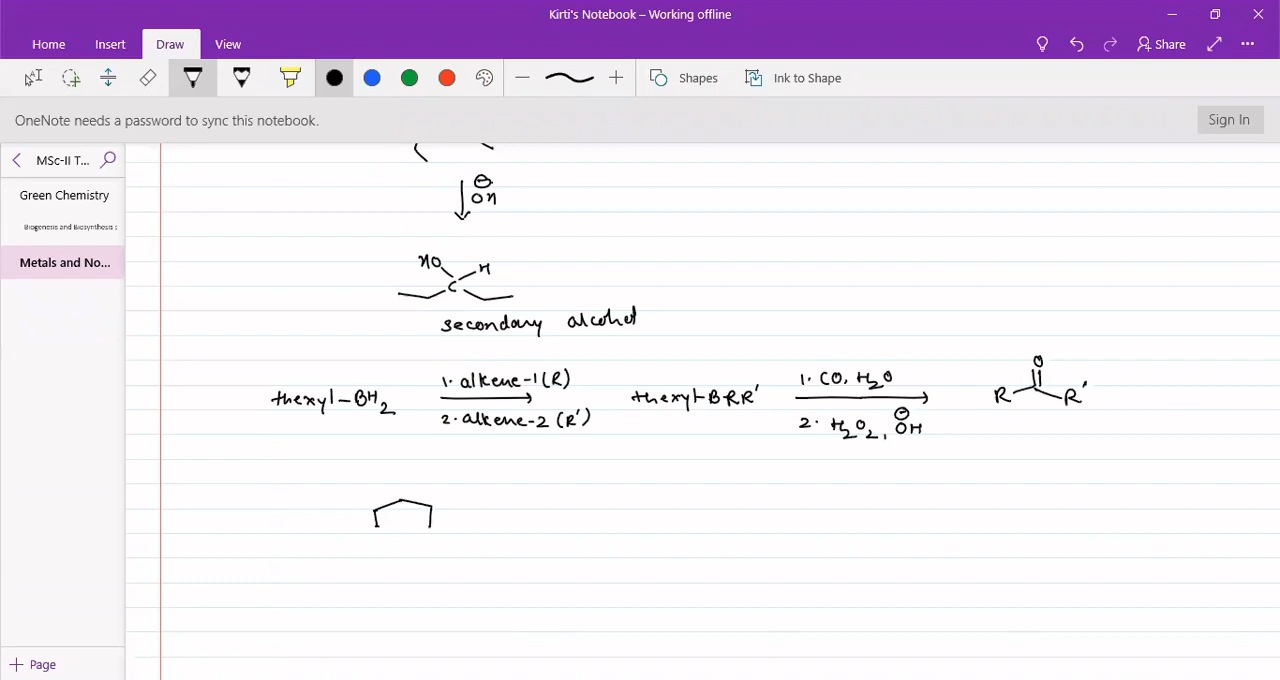 Kirti's Notebook – Working offline
Home Insert Draw View Share
Shapes Ink to Shape
OneNote needs a password to sync this notebook. Sign In
MSc-II T...
Green Chemistry
Biogenesis and Biosynthesis
Metals and No...
⊖
OH
HO H
C
secondary alcohol
thexyl-BH2 1. alkene-1(R) thexyl-BRR' 1. CO, H2O O
2. alkene-2 (R') 2. H2O2, ⊖OH R R'
+ Page